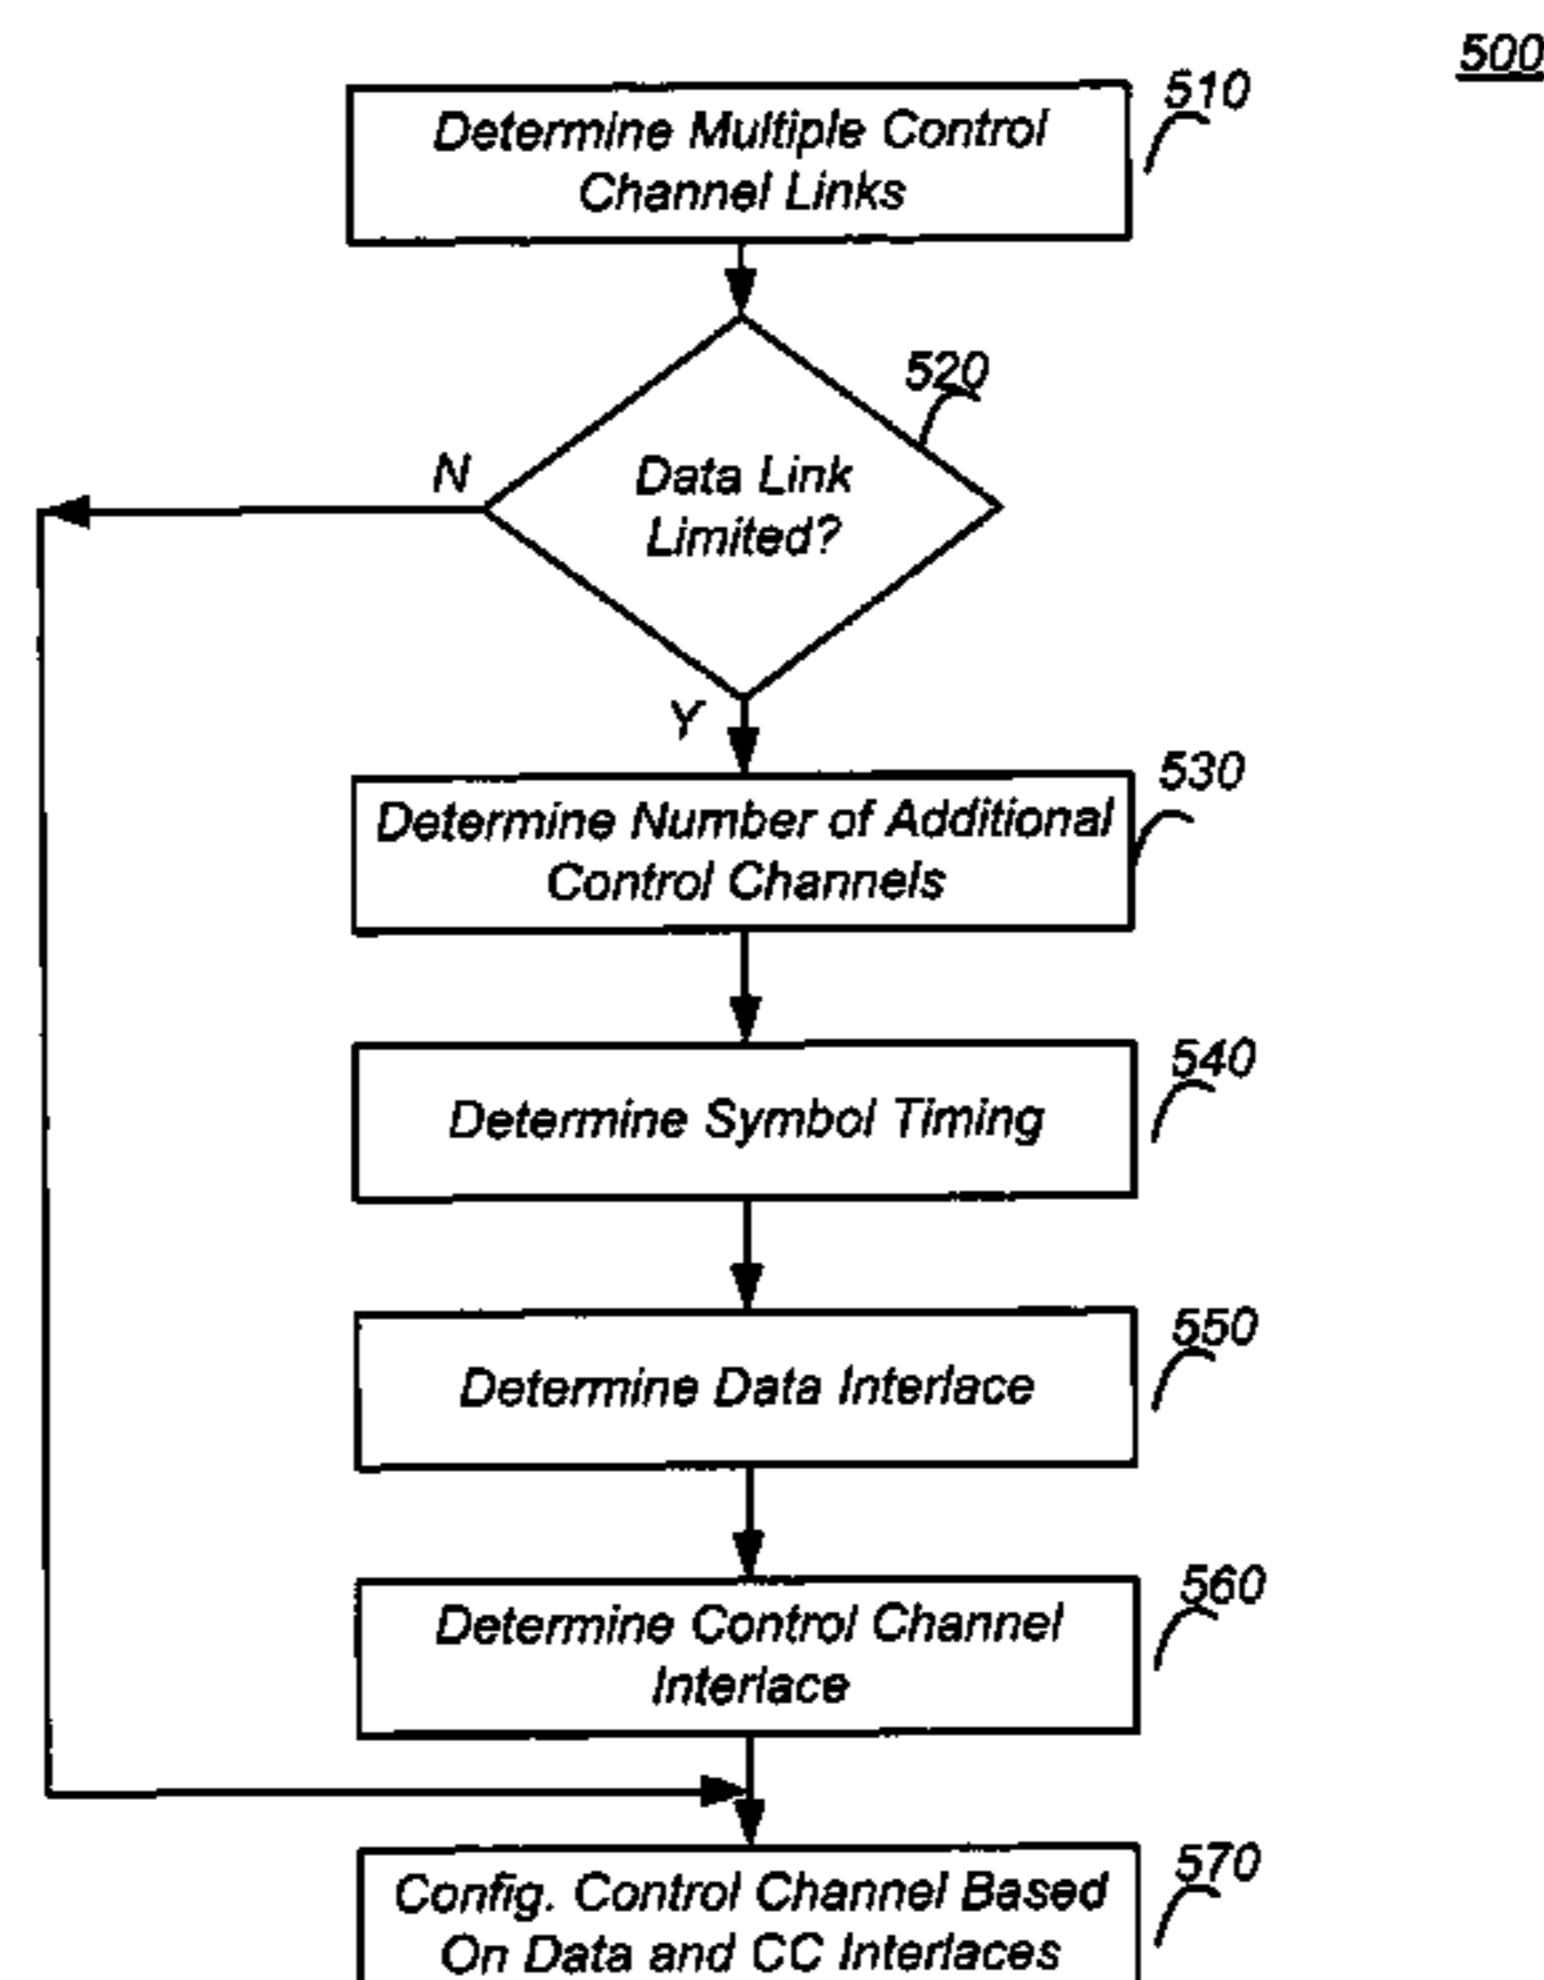 500
510
Determine Multiple Control
Channel Links
520
Data Link
Limited?
N
Y
530
Determine Number of Additional
Control Channels
540
Determine Symbol Timing
550
Determine Data Interlace
560
Determine Control Channel
Interlace
570
Config. Control Channel Based
On Data and CC Interlaces